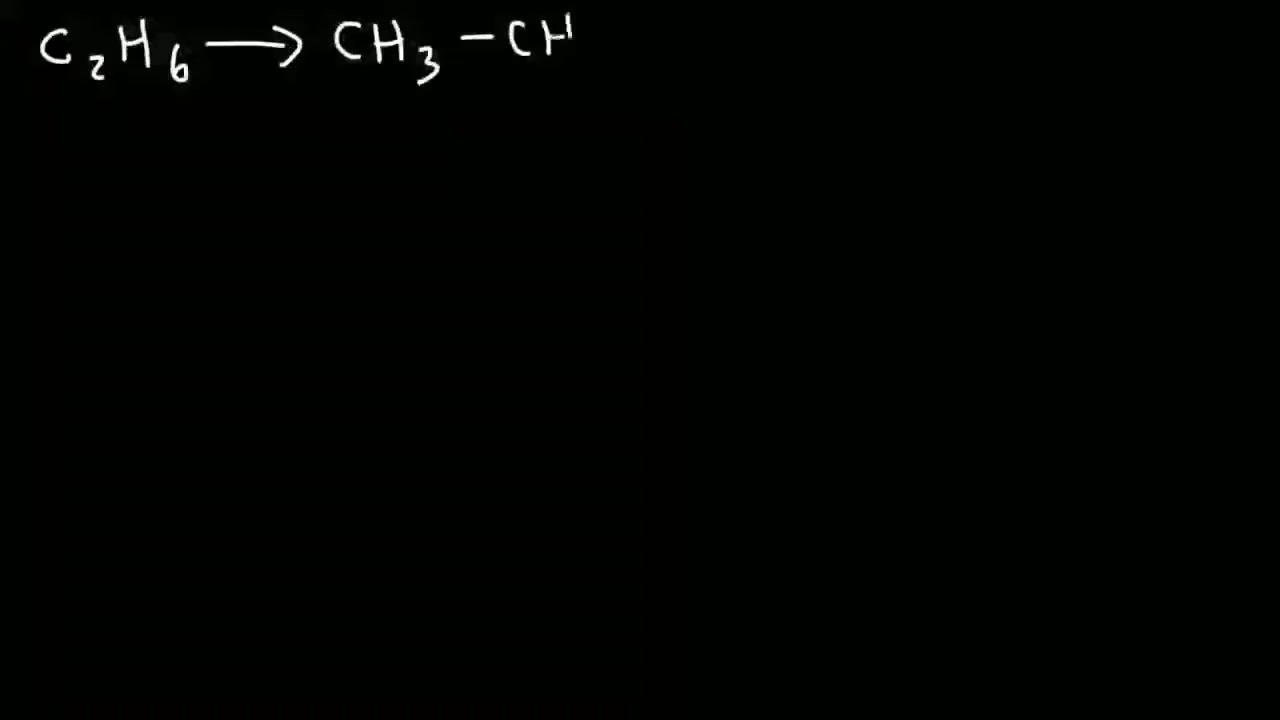 C₂H₆ → CH₃ – CH